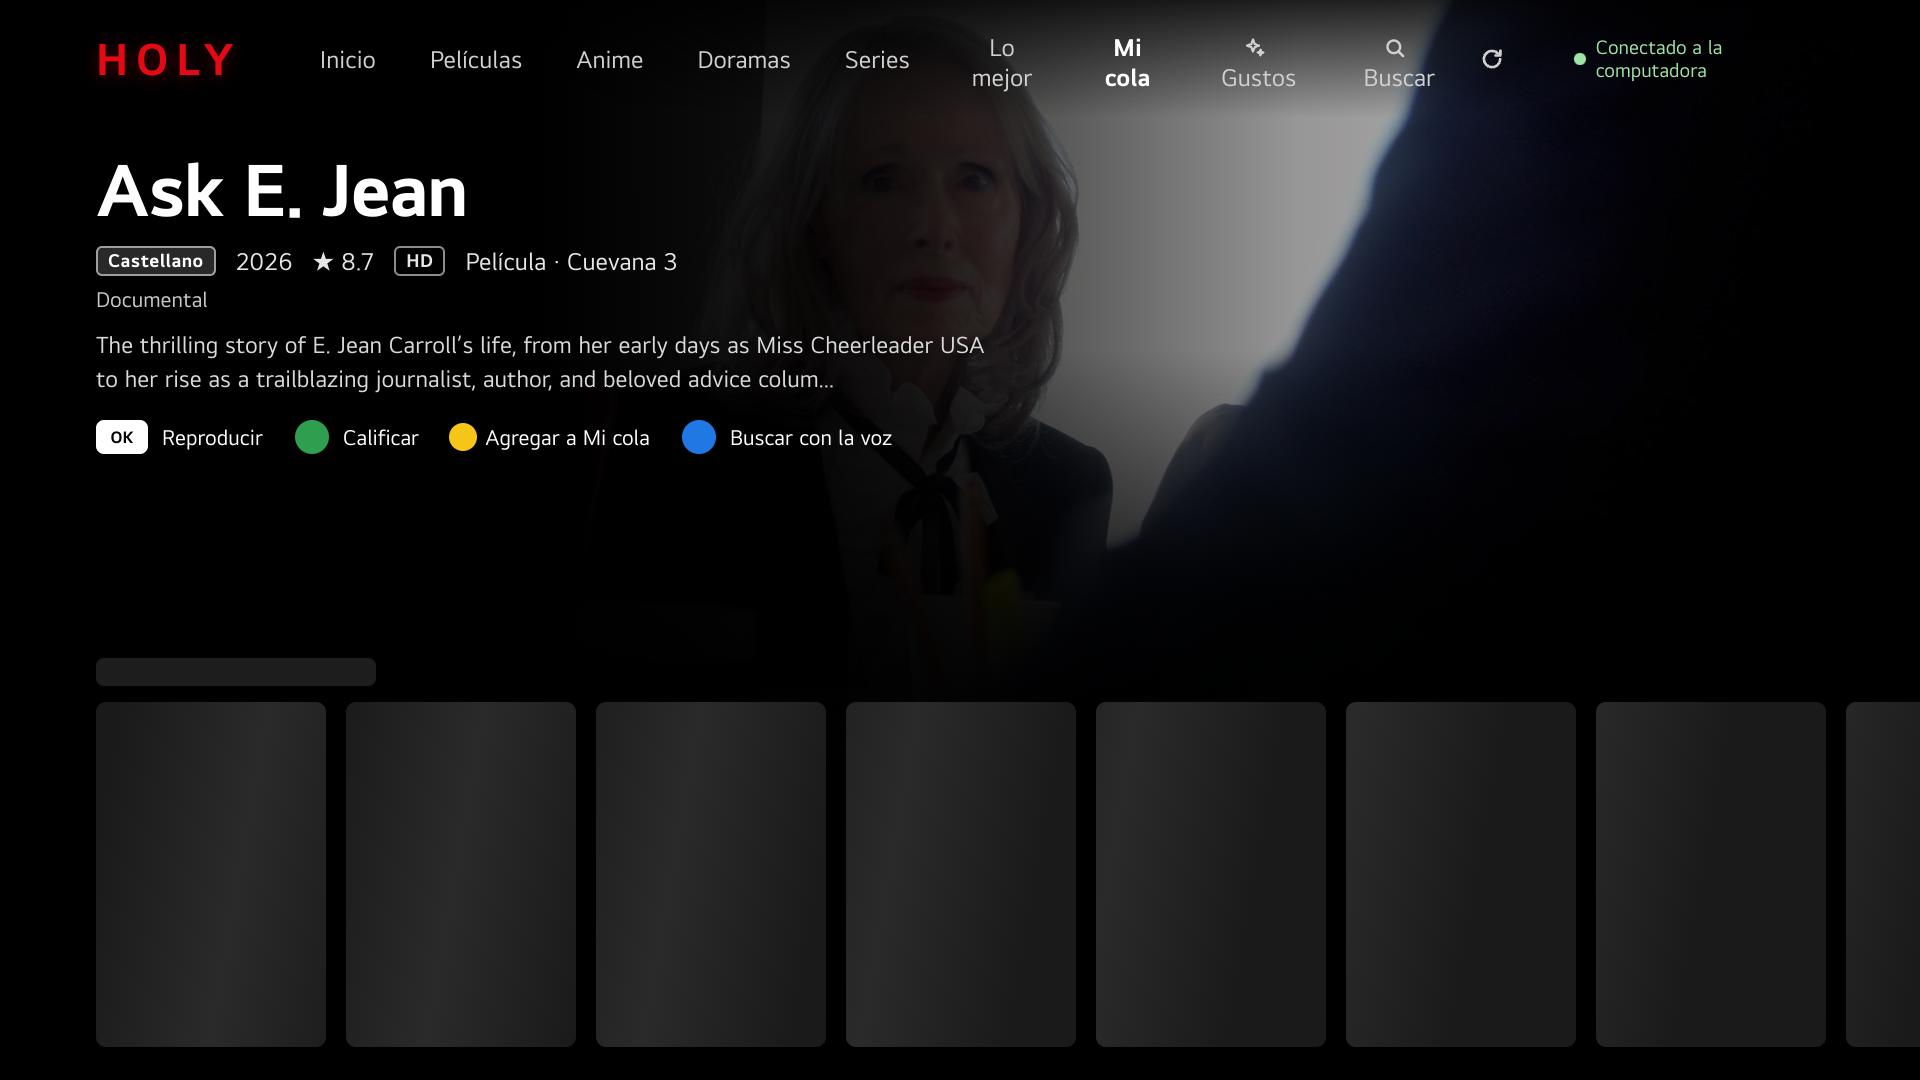 HOLY
Inicio
Películas
Anime
Doramas
Series
Lo
mejor
Mi
cola
Gustos
Buscar
Conectado a la
computadora
Ask E. Jean
Castellano 2026 ★ 8.7 HD Película · Cuevana 3
Documental
The thrilling story of E. Jean Carroll’s life, from her early days as Miss Cheerleader USA
to her rise as a trailblazing journalist, author, and beloved advice colum...
OK Reproducir Calificar Agregar a Mi cola Buscar con la voz